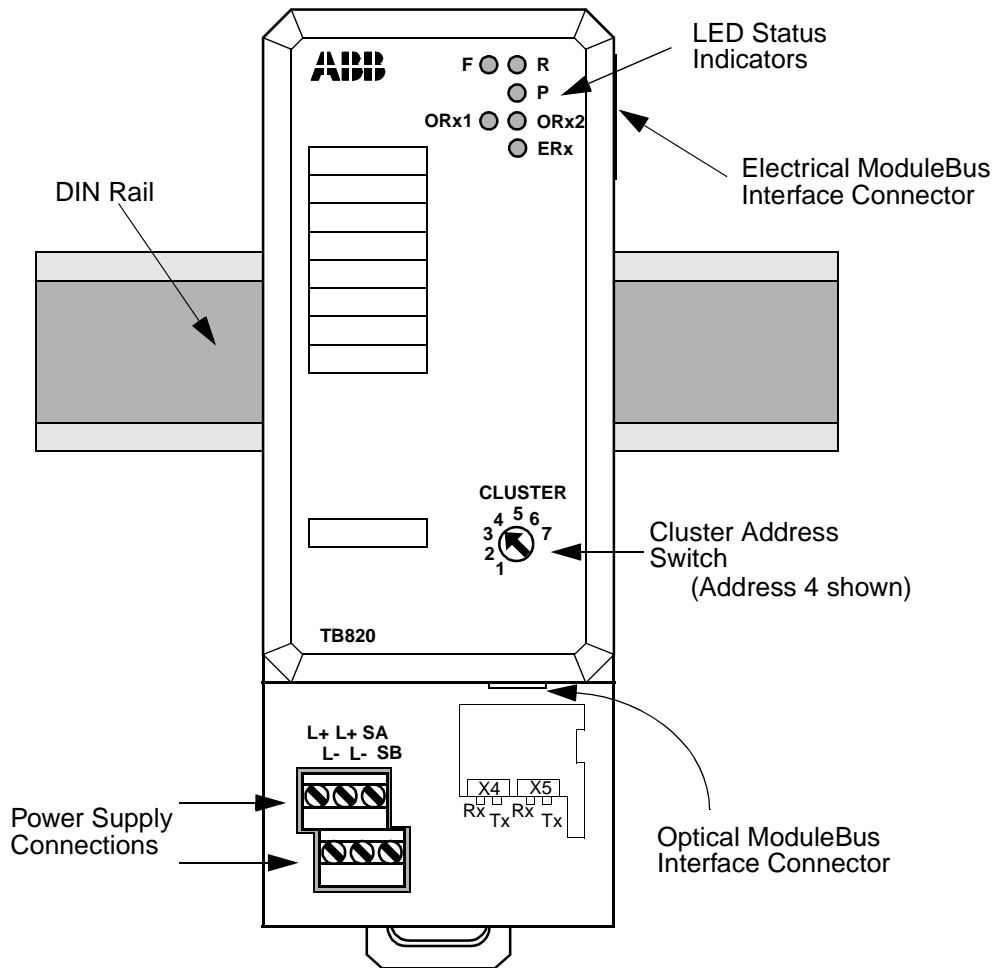 LED Status
Indicators
ABB
F R
P
ORx1 ORx2
ERx
Electrical ModuleBus
Interface Connector
DIN Rail
CLUSTER
1 2 3 4 5 6 7
Cluster Address
Switch
(Address 4 shown)
TB820
L+ L+ SA
L- L- SB
X4 X5
Rx Tx Rx Tx
Power Supply
Connections
Optical ModuleBus
Interface Connector